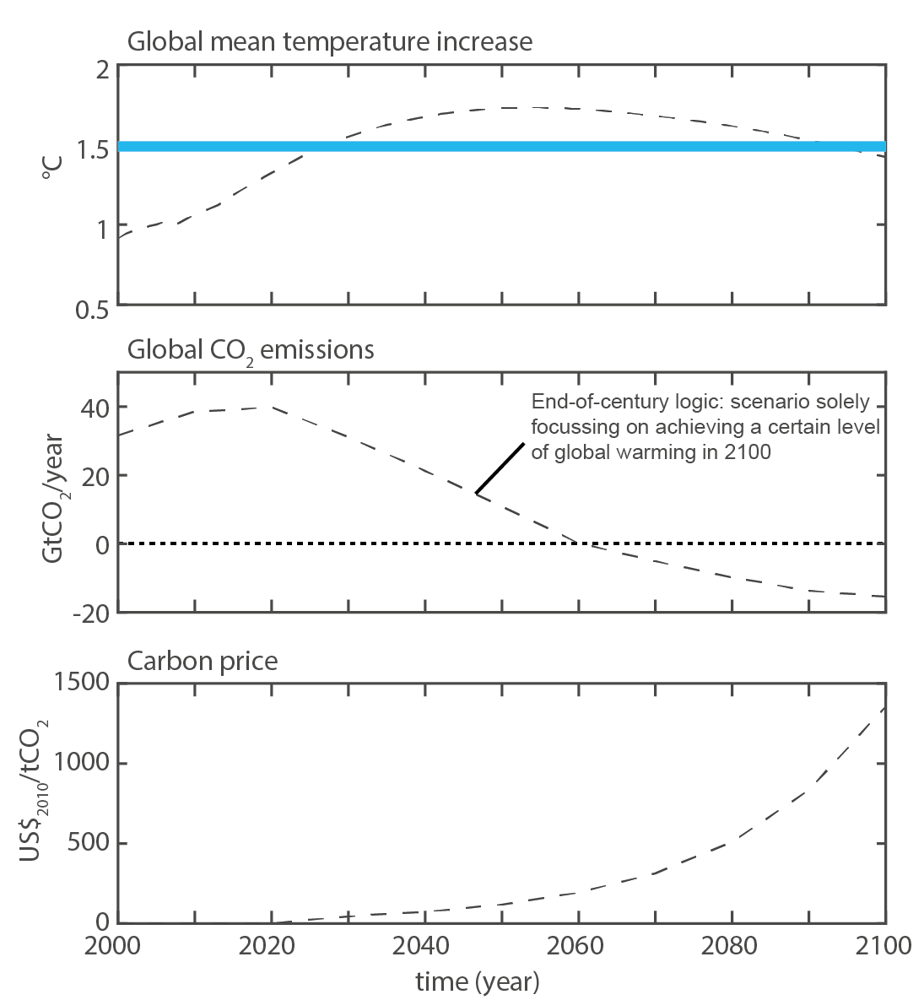 Global mean temperature increase
2
1.5
1
0.5
°C
Global CO2 emissions
40
20
0
-20
GtCO2/year
End-of-century logic: scenario solely
focussing on achieving a certain level
of global warming in 2100
Carbon price
1500
1000
500
0
US$2010/tCO2
2000 2020 2040 2060 2080 2100
time (year)